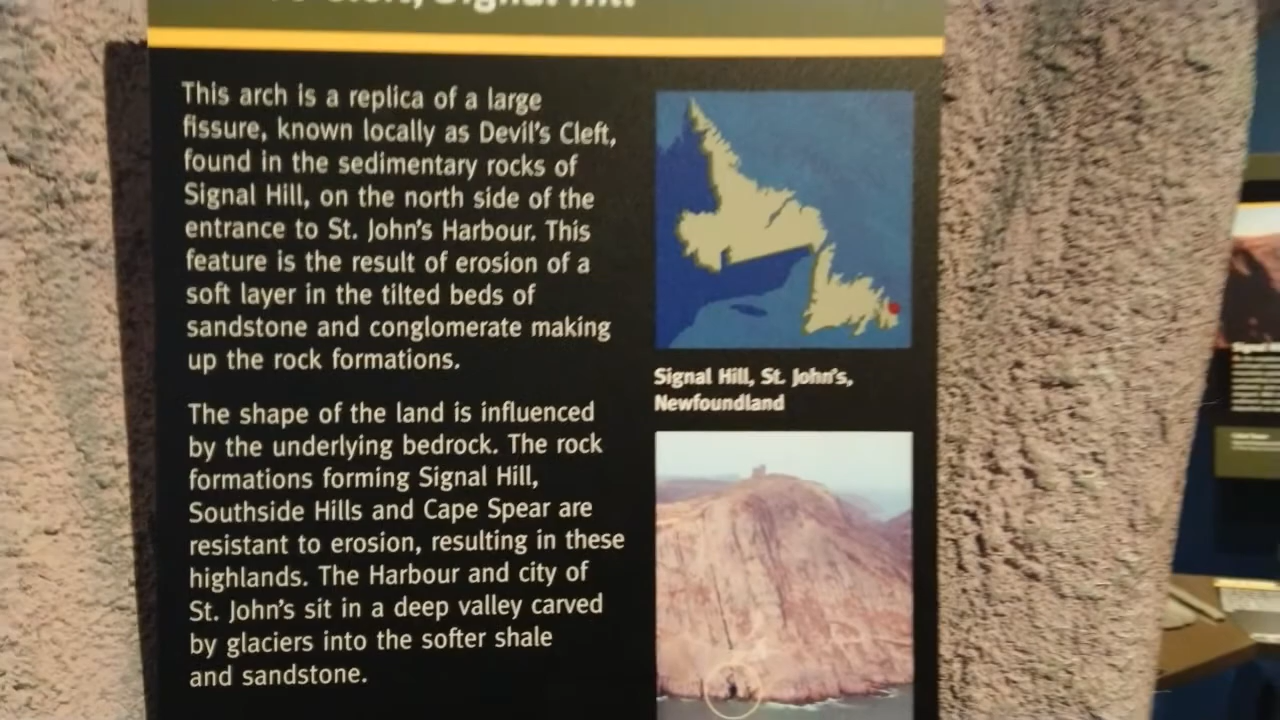 Signal Hill
This arch is a replica of a large
fissure, known locally as Devil's Cleft,
found in the sedimentary rocks of
Signal Hill, on the north side of the
entrance to St. John's Harbour. This
feature is the result of erosion of a
soft layer in the tilted beds of
sandstone and conglomerate making
up the rock formations.
The shape of the land is influenced
by the underlying bedrock. The rock
formations forming Signal Hill,
Southside Hills and Cape Spear are
resistant to erosion, resulting in these
highlands. The Harbour and city of
St. John's sit in a deep valley carved
by glaciers into the softer shale
and sandstone.
Signal Hill, St. John's,
Newfoundland